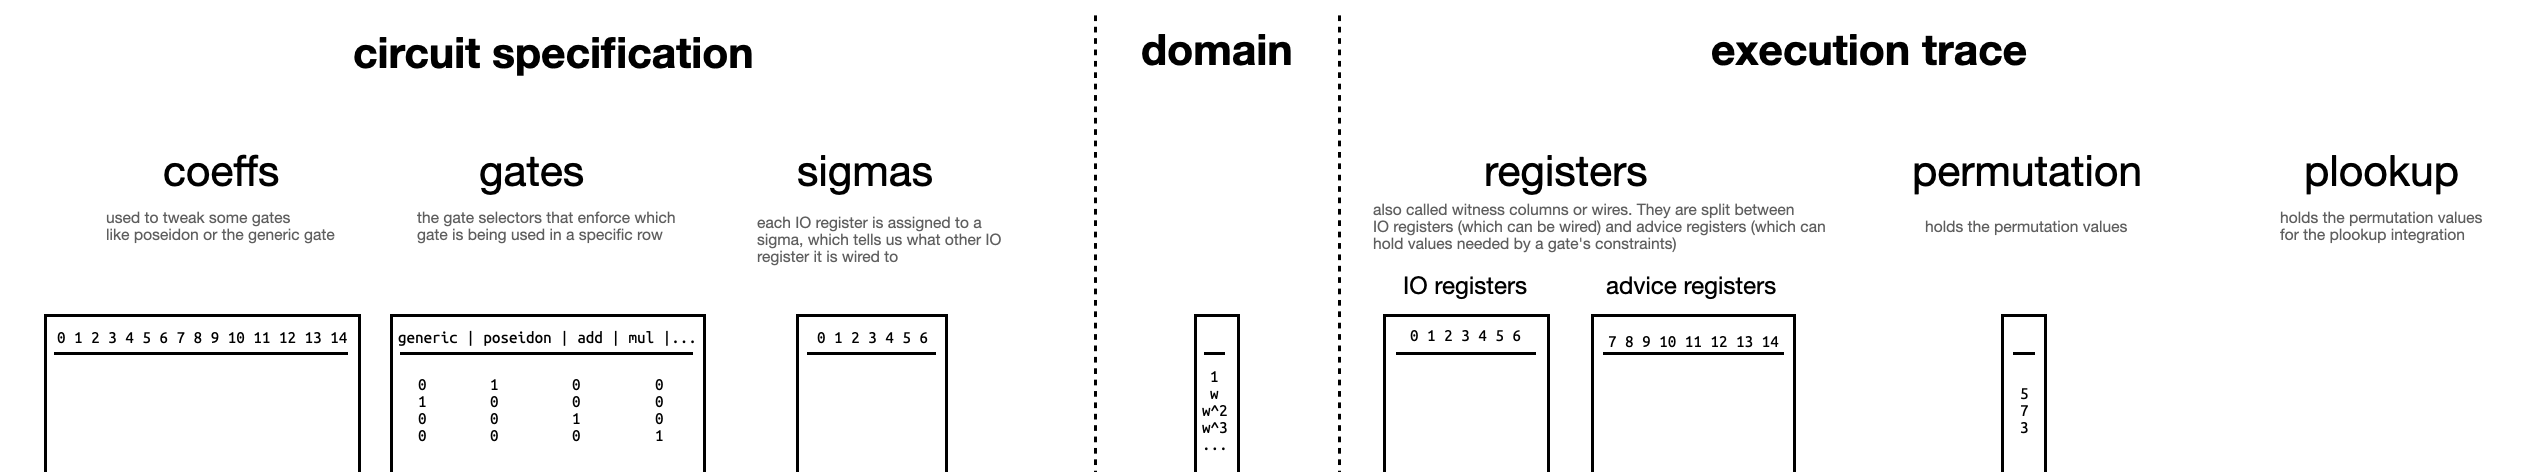 circuit specification
domain
execution trace
coeffs
used to tweak some gates
like poseidon or the generic gate
gates
the gate selectors that enforce which
gate is being used in a specific row
sigmas
each IO register is assigned to a
sigma, which tells us what other IO
register it is wired to
registers
also called witness columns or wires. They are split between
IO registers (which can be wired) and advice registers (which can
hold values needed by a gate's constraints)
permutation
holds the permutation values
plookup
holds the permutation values
for the plookup integration
IO registers
advice registers
0 1 2 3 4 5 6 7 8 9 10 11 12 13 14
generic | poseidon | add | mul |...
0 1 0 0
1 0 0 0
0 0 1 0
0 0 0 1
0 1 2 3 4 5 6
1
w
w^2
w^3
...
0 1 2 3 4 5 6
7 8 9 10 11 12 13 14
5
7
3